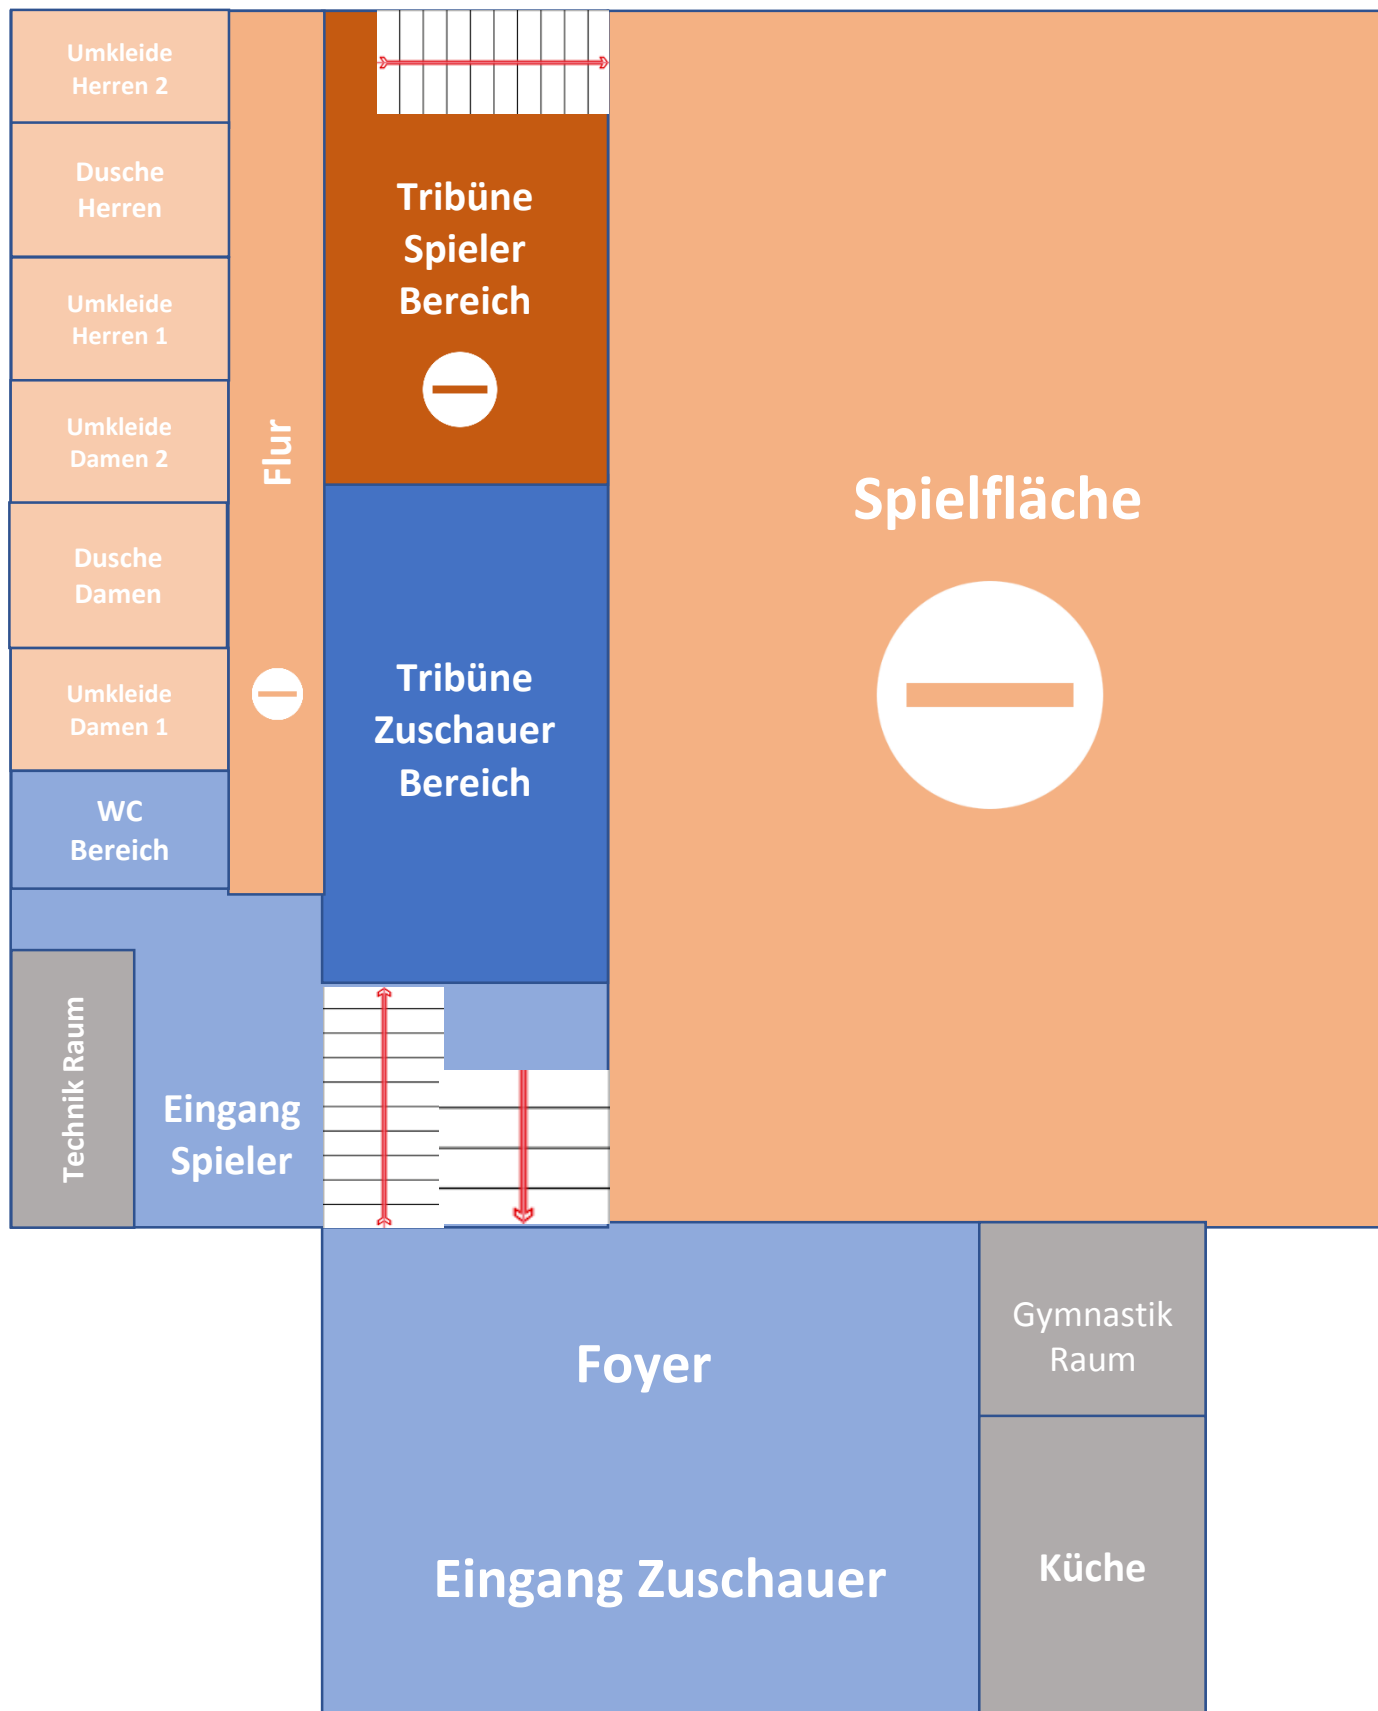 Umkleide
Herren 2
Dusche
Herren
Umkleide
Herren 1
Umkleide
Damen 2
Dusche
Damen
Umkleide
Damen 1
WC
Bereich
Flur
Tribüne
Spieler
Bereich
Tribüne
Zuschauer
Bereich
Spielfläche
Technik Raum
Eingang
Spieler
Foyer
Eingang Zuschauer
Gymnastik
Raum
Küche